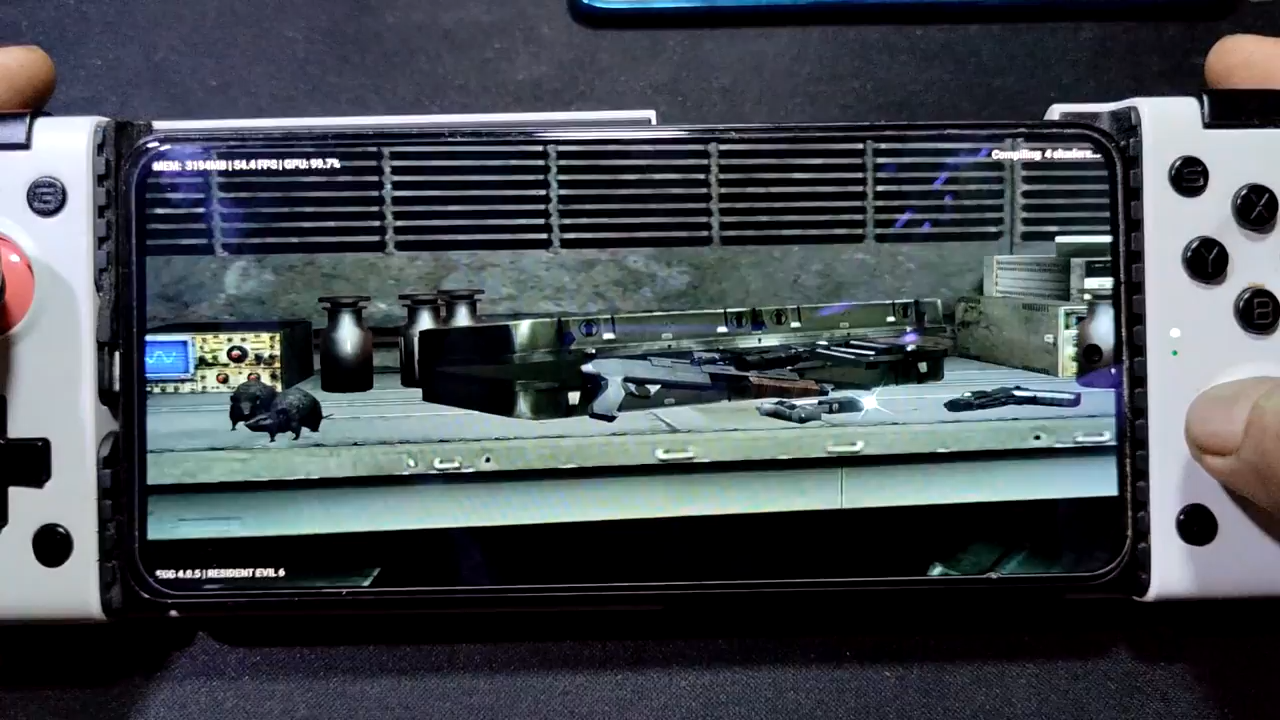 MEM: 3194MB | 54.4 FPS | GPU: 99.7%
Compiling 4 shaders...
S
X
Y
B
EGG 4.0.5 | RESIDENT EVIL 6